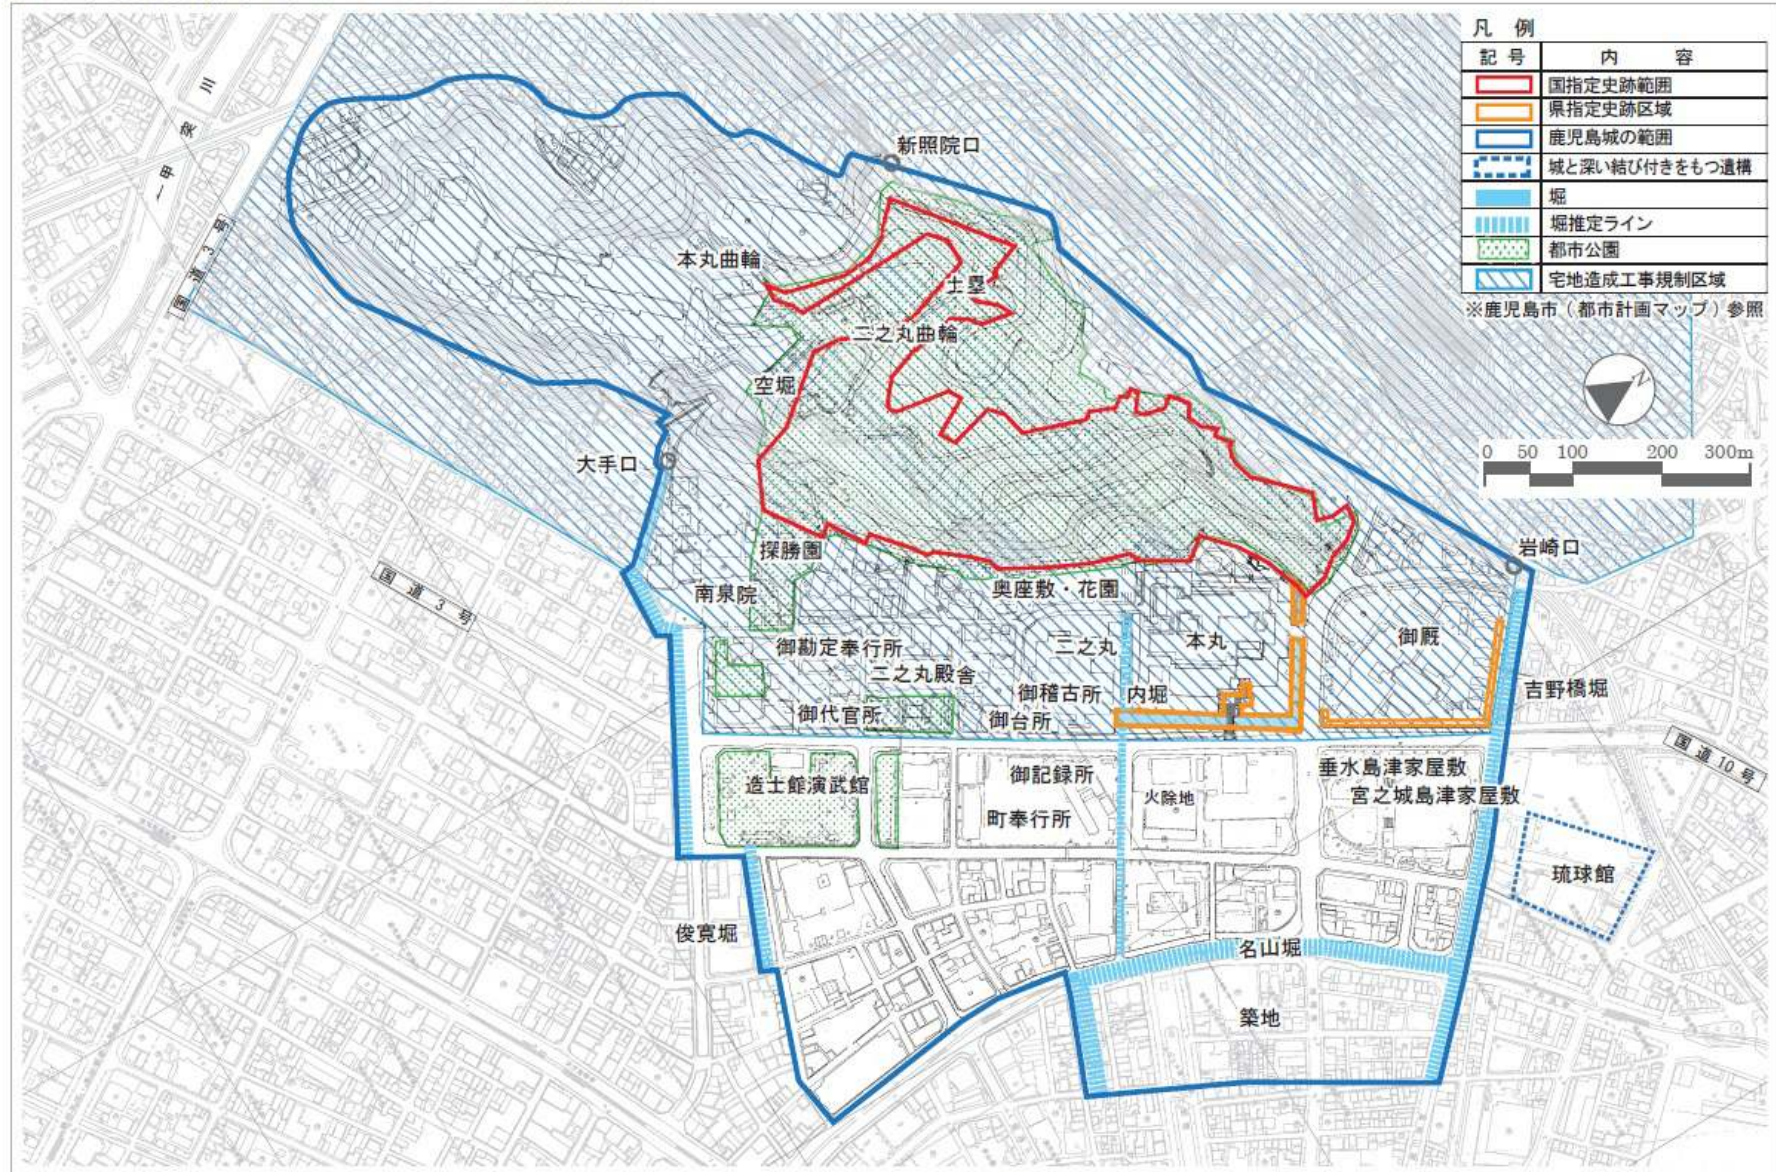 凡 例
記号 内 容
国指定史跡範囲
県指定史跡区域
鹿児島城の範囲
城と深い結び付きをもつ遺構
堀
堀推定ライン
都市公園
宅地造成工事規制区域
※鹿児島市（都市計画マップ）参照
N
0 50 100 200 300m
甲突川
国道3号
新照院口
本丸曲輪
土塁
二之丸曲輪
空堀
大手口
探勝園
岩崎口
国道3号
南泉院
奥座敷・花園
御勘定奉行所
二之丸
本丸
御厩
二之丸殿舎
御稽古所
内堀
吉野橋堀
御代官所
御台所
国道10号
造士館演武館
御記録所
火除地
垂水島津家屋敷
宮之城島津家屋敷
町奉行所
琉球館
俊寛堀
名山堀
築地